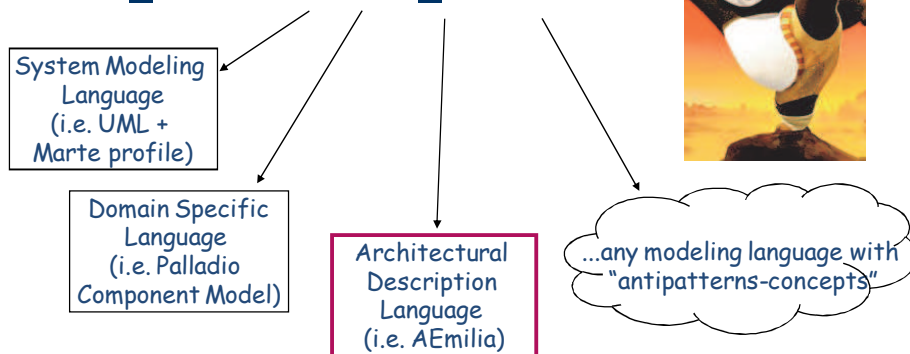 System Modeling
Language
(i.e. UML +
Marte profile)
Domain Specific
Language
(i.e. Palladio
Component Model)
Architectural
Description
Language
(i.e. AEmilia)
...any modeling language with
“antipatterns-concepts”